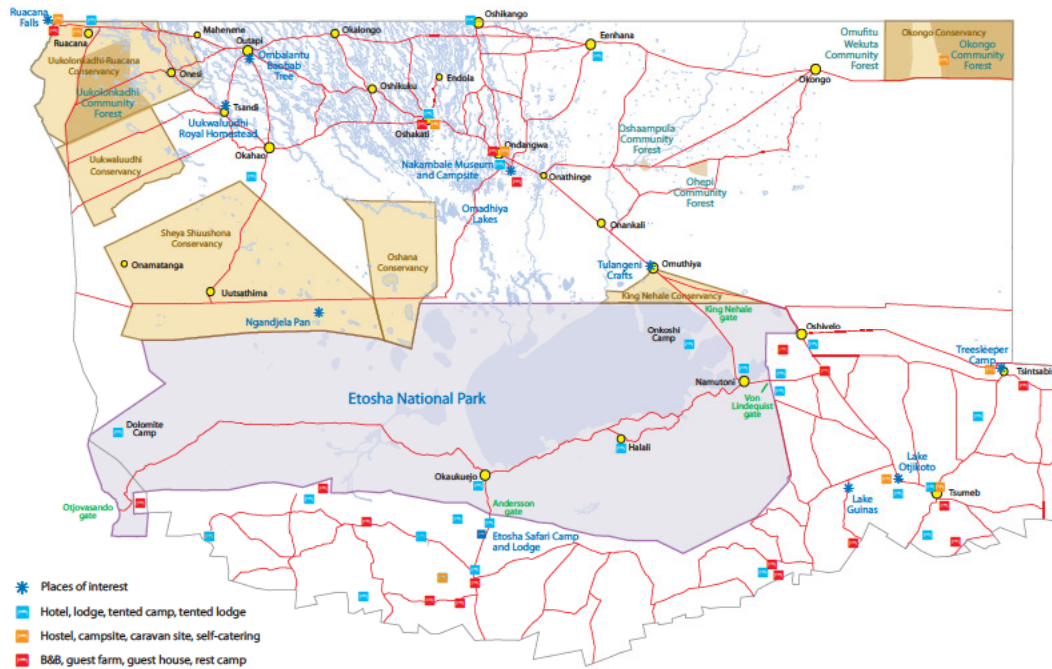 Ruacana
Falls
Ruacana
Mahenene
Outapi
Okalongo
Oshikango
Eenhana
Omufitu
Wekuta
Community
Forest
Okongo Conservancy
Okongo
Community
Forest
Uukolonkadhi-Ruacana
Conservancy
Uukolonkadhi
Community
Forest
Onesi
Ombalantu
Baobab
Tree
Oshikuku
Endola
Okongo
Tsandi
Uukwaluudhi
Royal Homestead
Oshakati
Ondangwa
Oshaampula
Community
Forest
Uukwaluudhi
Conservancy
Okahao
Nakambale Museum
and Campsite
Onathinge
Ohepi
Community
Forest
Omadhiya
Lakes
Onankali
Sheya Shuushona
Conservancy
Oshana
Conservancy
Onamatanga
Uutsathima
Tulangeni
Crafts
Omuthiya
King Nehale Conservancy
King Nehale
gate
Ngandjela Pan
Onkoshi
Camp
Oshivelo
Treesleeper
Camp
Tsintsabis
Namutoni
Von
Lindequist
gate
Etosha National Park
Dolomite
Camp
Halali
Okaukuejo
Lake
Otjikoto
Tsumeb
Lake
Guinas
Otjovasando
gate
Andersson
gate
Etosha Safari Camp
and Lodge
Places of interest
Hotel, lodge, tented camp, tented lodge
Hostel, campsite, caravan site, self-catering
B&B, guest farm, guest house, rest camp